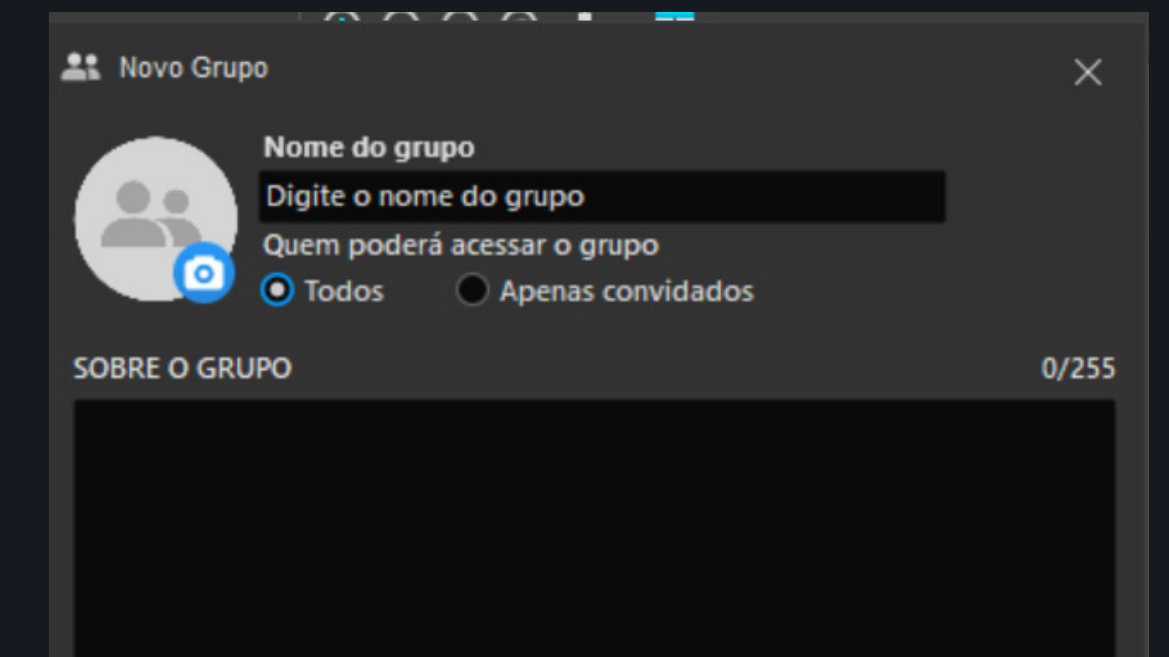 Novo Grupo
Nome do grupo
Digite o nome do grupo
Quem poderá acessar o grupo
Todos Apenas convidados
SOBRE O GRUPO 0/255